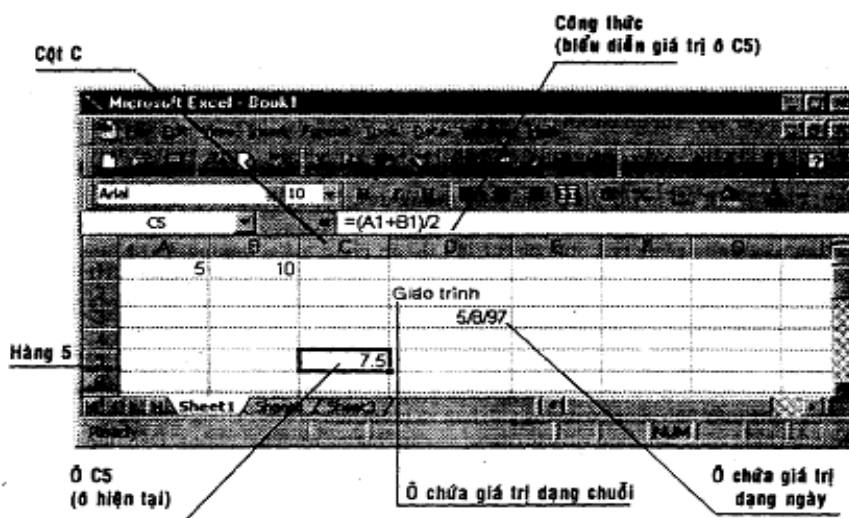 Công thức
(biểu diễn giá trị ô C5)
Cột C
Microsoft Excel - Book1
Arial 10
C5 =(A1+B1)/2
A B C D E F G
5 10
Giáo trình
5/8/97
Hàng 5
7.5
Sheet1
NUM
Ô C5
(ô hiện tại)
Ô chứa giá trị dạng chuỗi
Ô chứa giá trị
dạng ngày